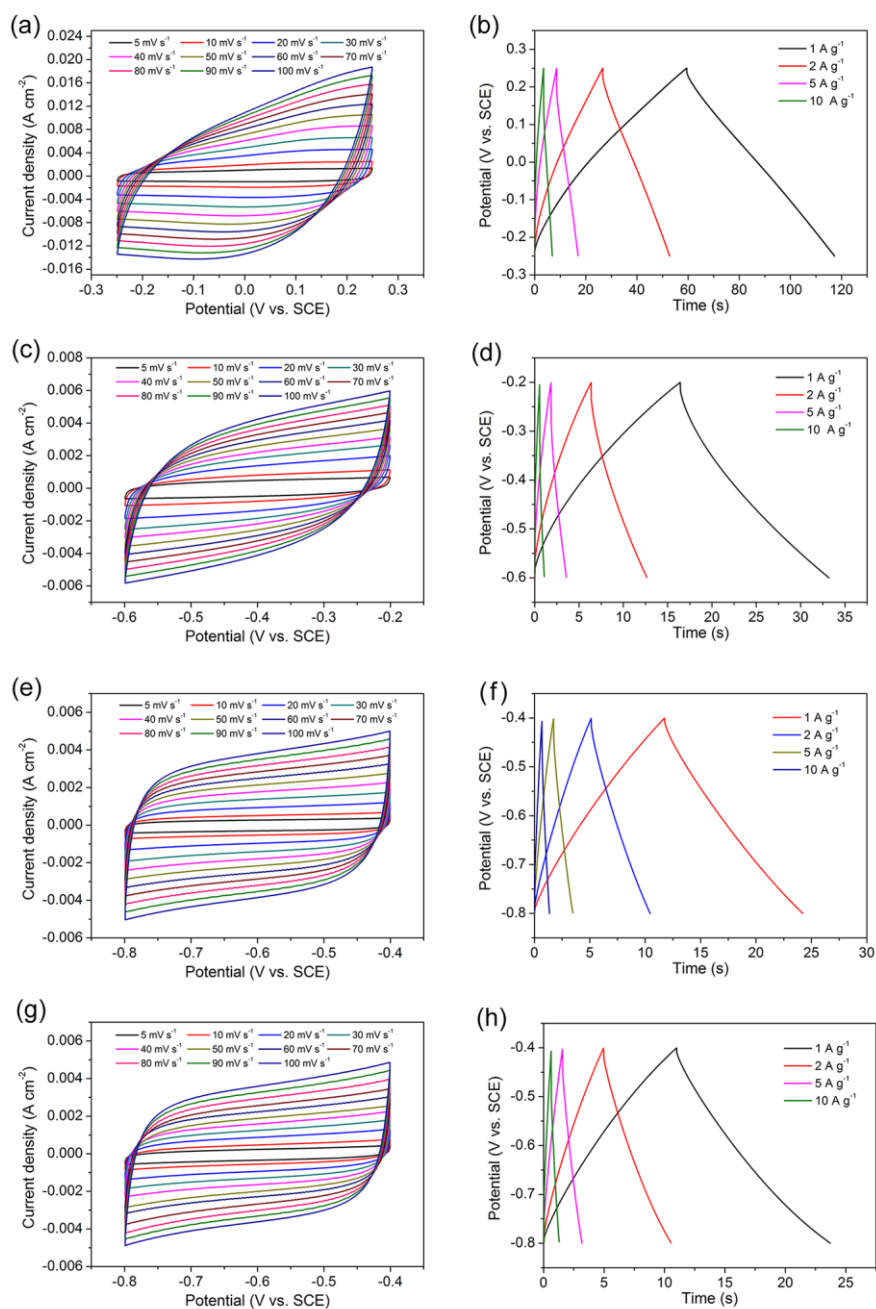 (a)
5 mV s⁻¹ 10 mV s⁻¹ 20 mV s⁻¹ 30 mV s⁻¹
40 mV s⁻¹ 50 mV s⁻¹ 60 mV s⁻¹ 70 mV s⁻¹
80 mV s⁻¹ 90 mV s⁻¹ 100 mV s⁻¹
Current density (A cm⁻²)
0.024
0.020
0.016
0.012
0.008
0.004
0.000
-0.004
-0.008
-0.012
-0.016
-0.3 -0.2 -0.1 0.0 0.1 0.2 0.3
Potential (V vs. SCE)
(b)
1 A g⁻¹
2 A g⁻¹
5 A g⁻¹
10 A g⁻¹
Potential (V vs. SCE)
0.3
0.2
0.1
0.0
-0.1
-0.2
-0.3
0 20 40 60 80 100 120
Time (s)
(c)
5 mV s⁻¹ 10 mV s⁻¹ 20 mV s⁻¹ 30 mV s⁻¹
40 mV s⁻¹ 50 mV s⁻¹ 60 mV s⁻¹ 70 mV s⁻¹
80 mV s⁻¹ 90 mV s⁻¹ 100 mV s⁻¹
Current density (A cm⁻²)
0.008
0.006
0.004
0.002
0.000
-0.002
-0.004
-0.006
-0.6 -0.5 -0.4 -0.3 -0.2
Potential (V vs. SCE)
(d)
1 A g⁻¹
2 A g⁻¹
5 A g⁻¹
10 A g⁻¹
Potential (V vs. SCE)
-0.2
-0.3
-0.4
-0.5
-0.6
0 5 10 15 20 25 30 35
Time (s)
(e)
5 mV s⁻¹ 10 mV s⁻¹ 20 mV s⁻¹ 30 mV s⁻¹
40 mV s⁻¹ 50 mV s⁻¹ 60 mV s⁻¹ 70 mV s⁻¹
80 mV s⁻¹ 90 mV s⁻¹ 100 mV s⁻¹
Current density (A cm⁻²)
0.006
0.004
0.002
0.000
-0.002
-0.004
-0.006
-0.8 -0.7 -0.6 -0.5 -0.4
Potential (V vs. SCE)
(f)
1 A g⁻¹
2 A g⁻¹
5 A g⁻¹
10 A g⁻¹
Potential (V vs. SCE)
-0.4
-0.5
-0.6
-0.7
-0.8
0 5 10 15 20 25 30
Time (s)
(g)
5 mV s⁻¹ 10 mV s⁻¹ 20 mV s⁻¹ 30 mV s⁻¹
40 mV s⁻¹ 50 mV s⁻¹ 60 mV s⁻¹ 70 mV s⁻¹
80 mV s⁻¹ 90 mV s⁻¹ 100 mV s⁻¹
Current density (A cm⁻²)
0.006
0.004
0.002
0.000
-0.002
-0.004
-0.006
-0.8 -0.7 -0.6 -0.5 -0.4
Potential (V vs. SCE)
(h)
1 A g⁻¹
2 A g⁻¹
5 A g⁻¹
10 A g⁻¹
Potential (V vs. SCE)
-0.4
-0.5
-0.6
-0.7
-0.8
0 5 10 15 20 25
Time (s)